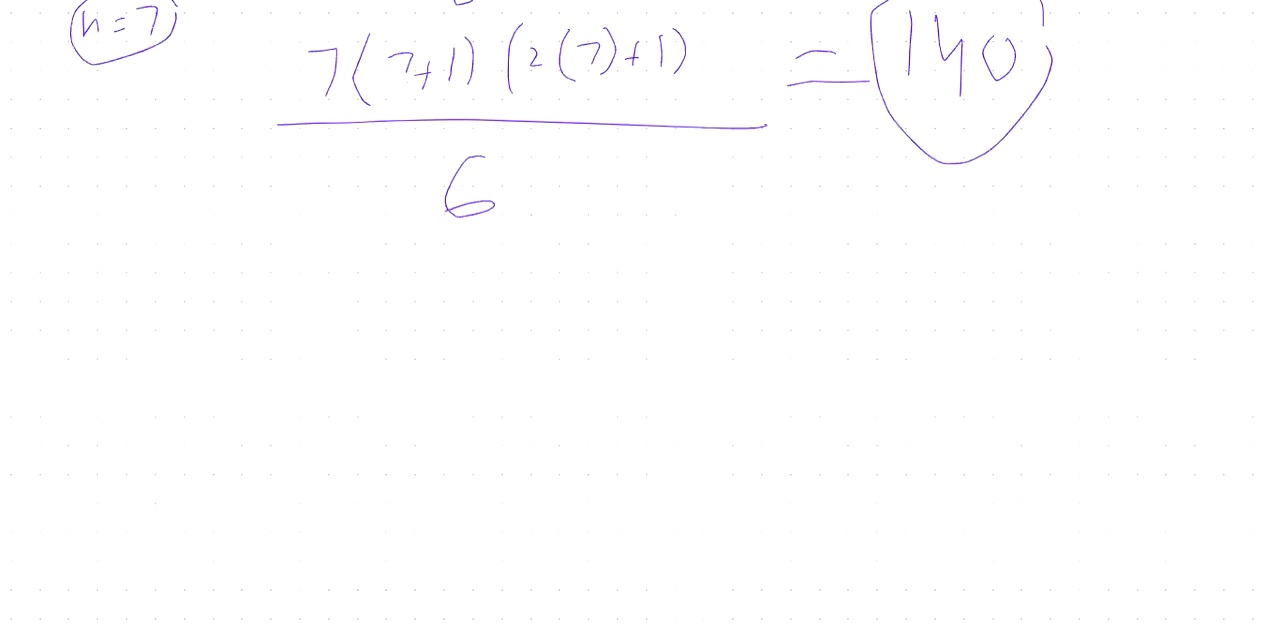 n = 7
7(7+1)(2(7)+1)
6
= 140